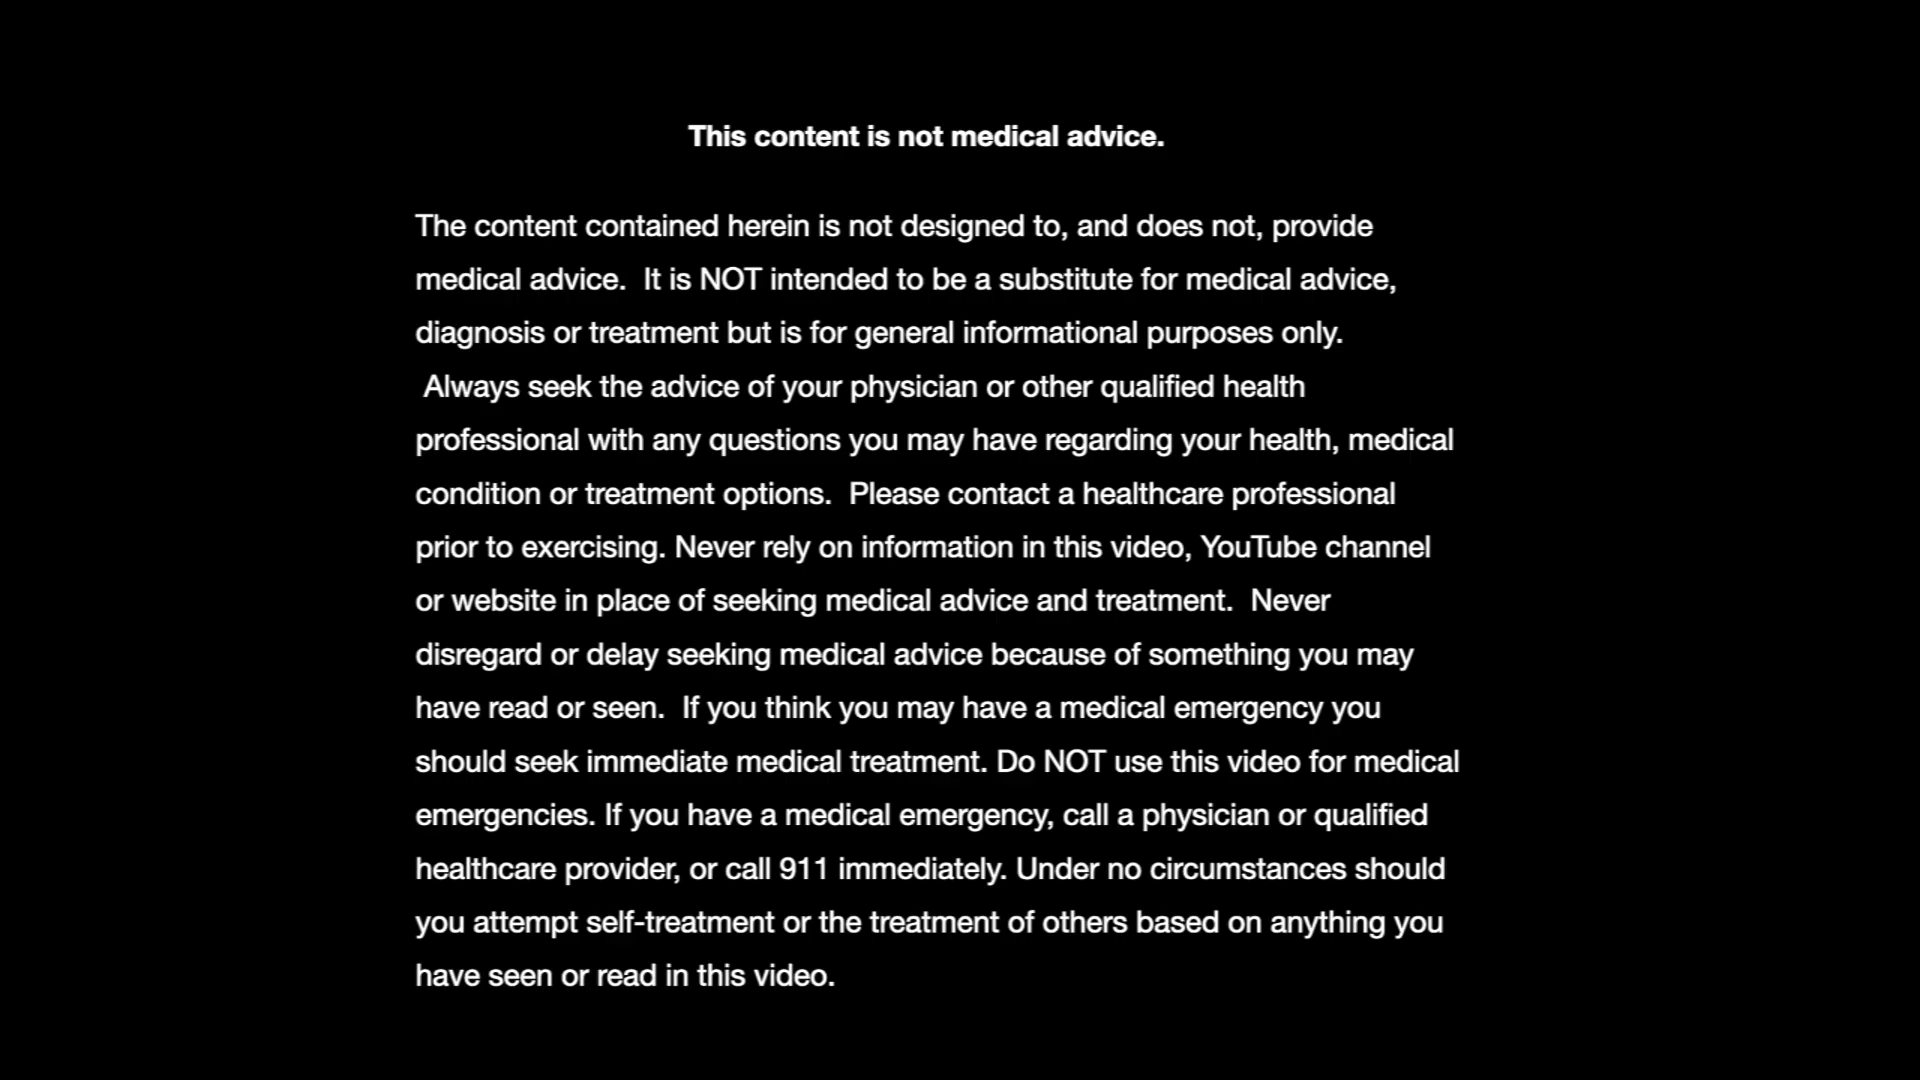 This content is not medical advice.
The content contained herein is not designed to, and does not, provide
medical advice.  It is NOT intended to be a substitute for medical advice,
diagnosis or treatment but is for general informational purposes only.
Always seek the advice of your physician or other qualified health
professional with any questions you may have regarding your health, medical
condition or treatment options.  Please contact a healthcare professional
prior to exercising. Never rely on information in this video, YouTube channel
or website in place of seeking medical advice and treatment.  Never
disregard or delay seeking medical advice because of something you may
have read or seen.  If you think you may have a medical emergency you
should seek immediate medical treatment. Do NOT use this video for medical
emergencies. If you have a medical emergency, call a physician or qualified
healthcare provider, or call 911 immediately. Under no circumstances should
you attempt self-treatment or the treatment of others based on anything you
have seen or read in this video.